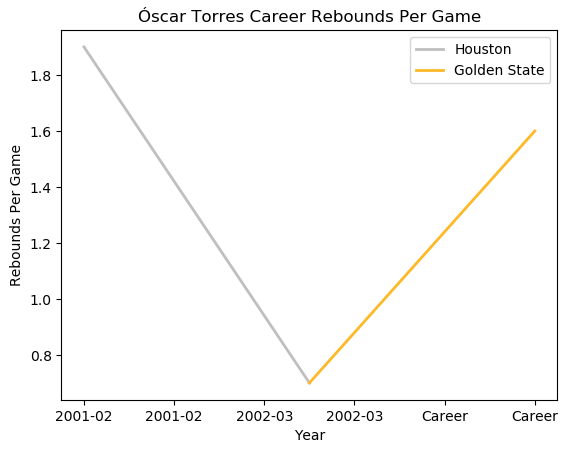 Óscar Torres Career Rebounds Per Game
Houston
Golden State
Rebounds Per Game
1.8
1.6
1.4
1.2
1.0
0.8
2001-02 2001-02 2002-03 2002-03 Career Career
Year